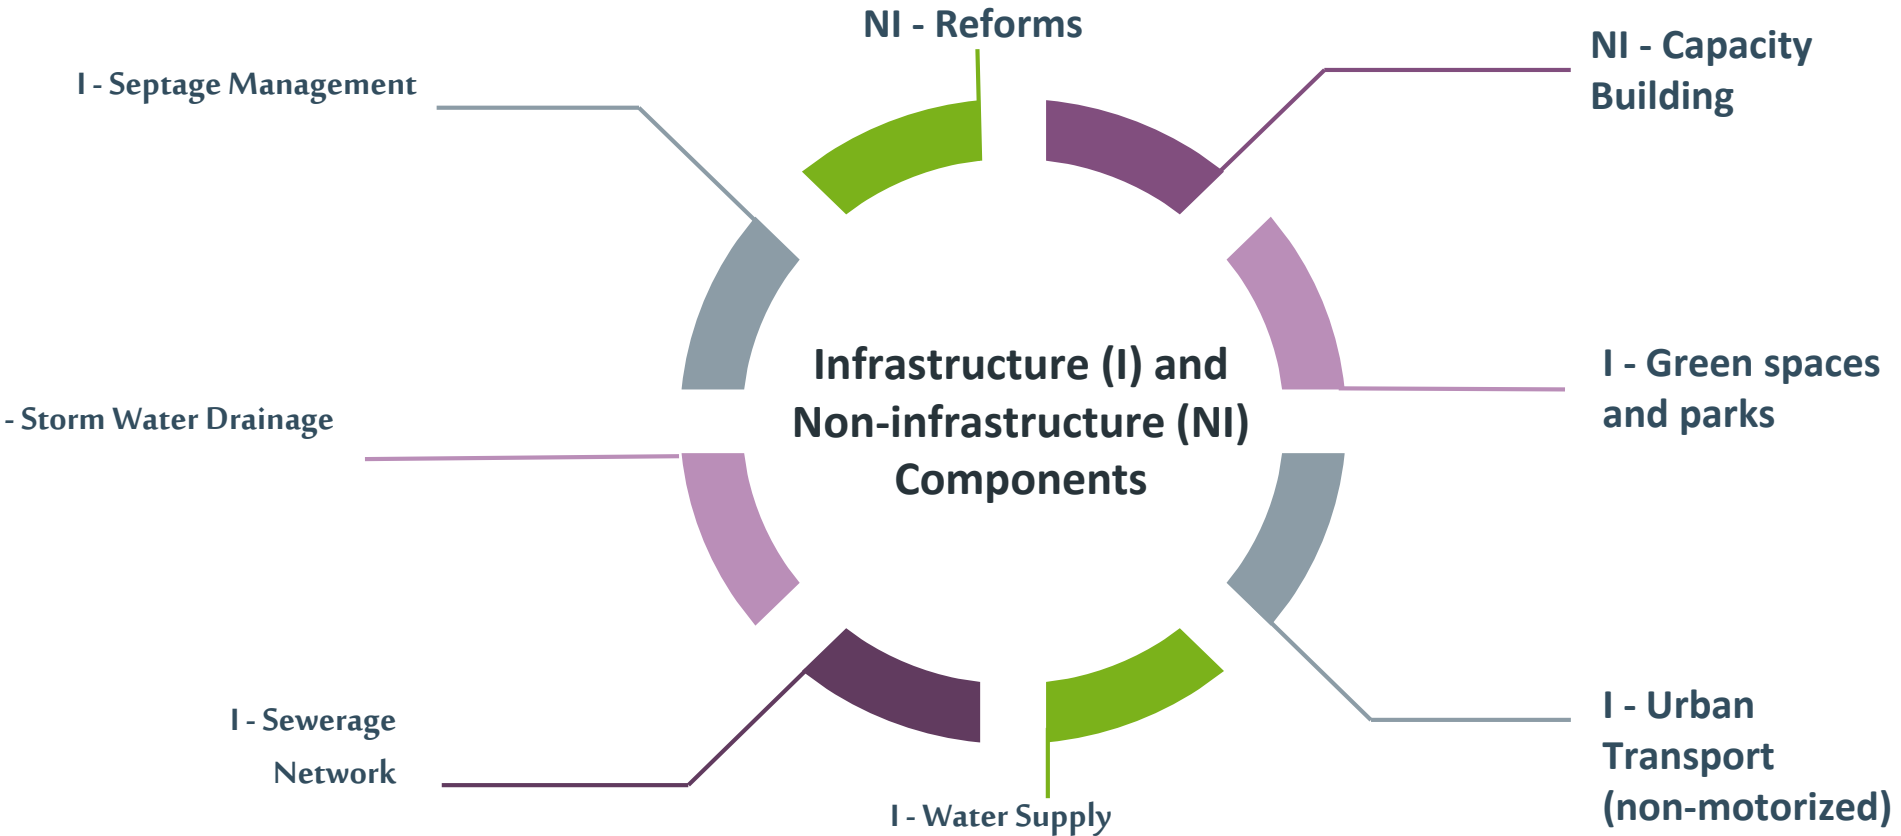 NI - Reforms
NI - Capacity
Building
I - Septage Management
Infrastructure (I) and
Non-infrastructure (NI)
Components
I - Green spaces
and parks
- Storm Water Drainage
I - Sewerage
Network
I - Urban
Transport
(non-motorized)
I - Water Supply